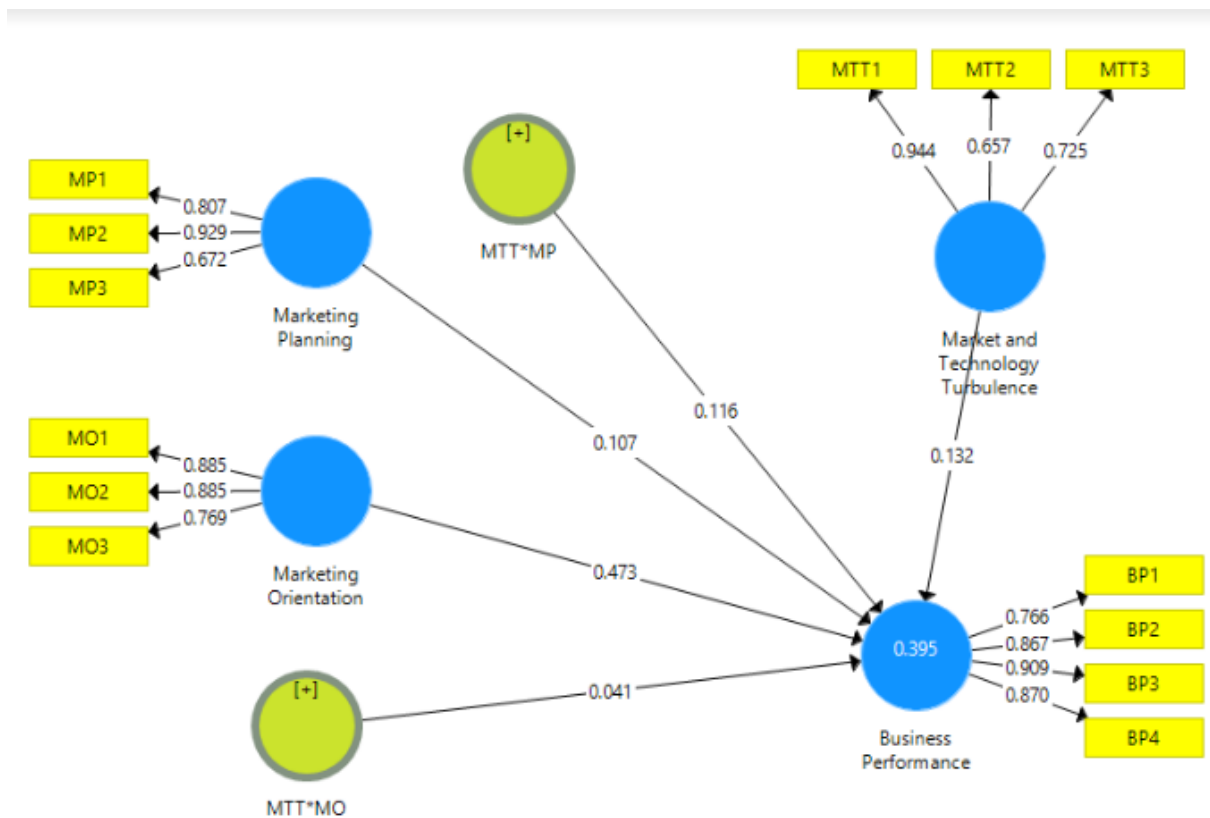 MTT1
MTT2
MTT3
0.944
0.657
0.725
[+]
MTT*MP
MP1
MP2
MP3
0.807
0.929
0.672
Marketing
Planning
Market and
Technology
Turbulence
0.116
0.107
0.132
MO1
MO2
MO3
0.885
0.885
0.769
Marketing
Orientation
0.473
[+]
MTT*MO
0.041
0.395
Business
Performance
0.766
0.867
0.909
0.870
BP1
BP2
BP3
BP4